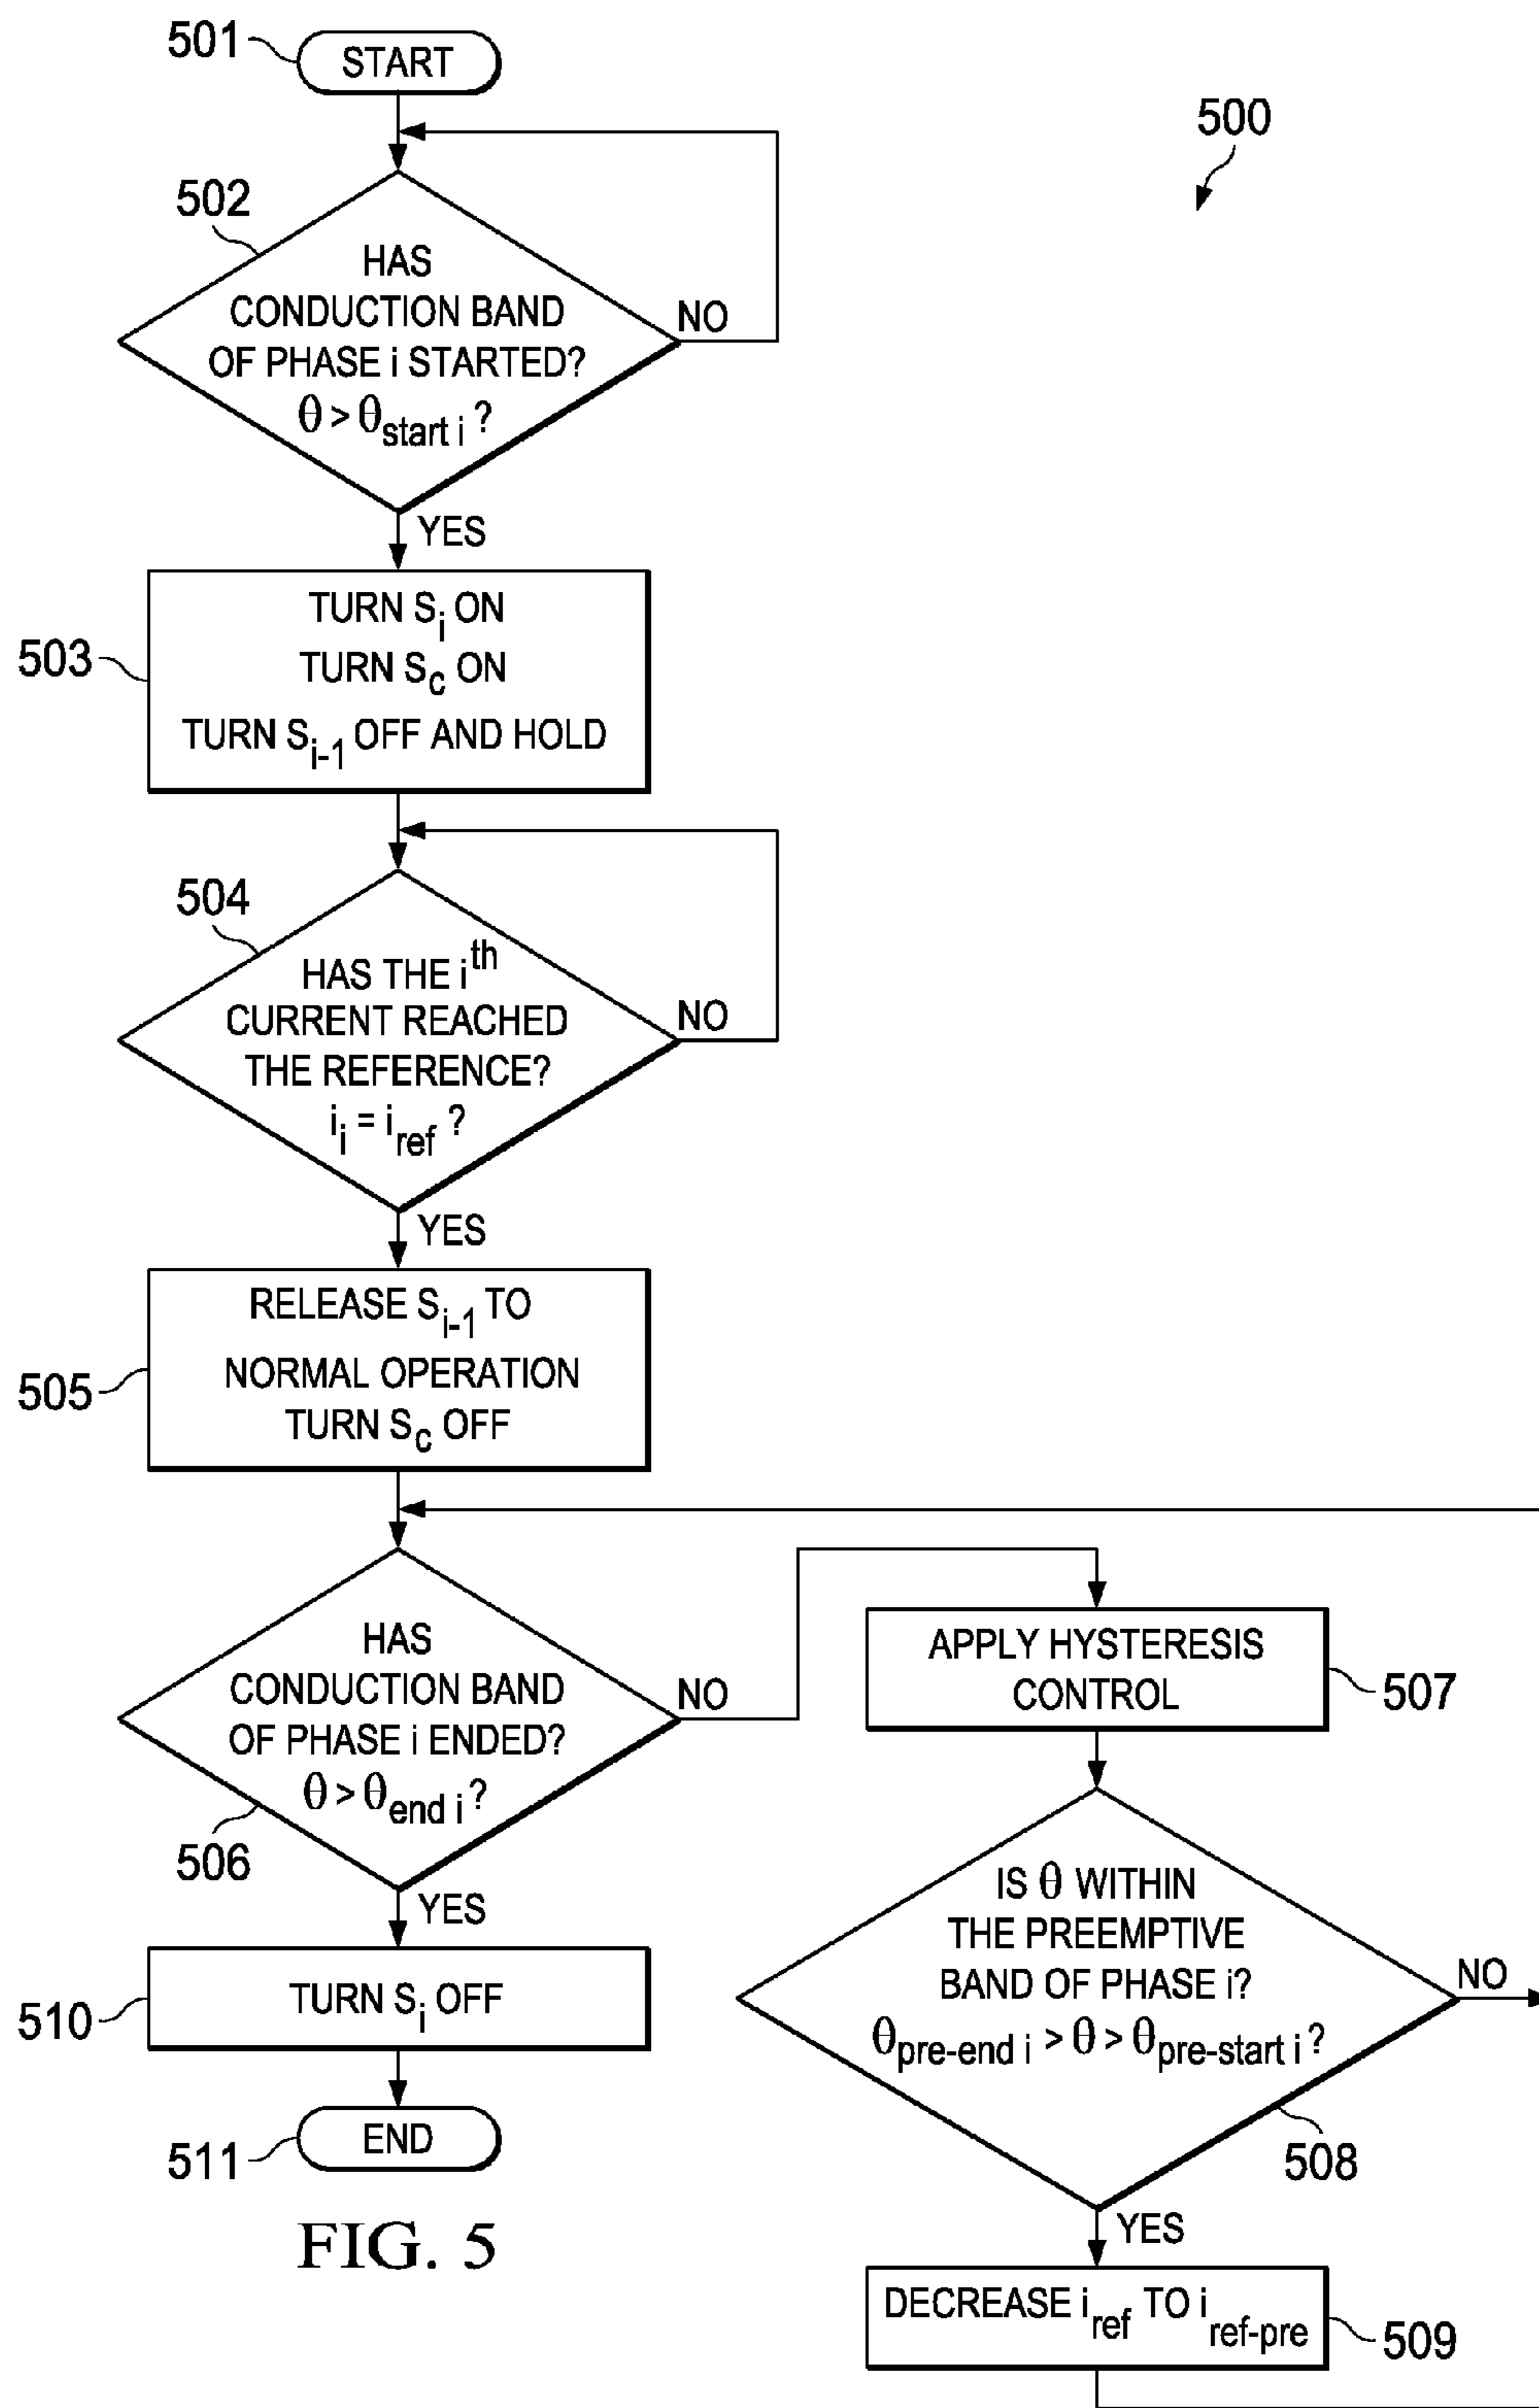 501
START
500
502
HAS
CONDUCTION BAND
OF PHASE i STARTED?
θ > θstart i ?
NO
YES
503
TURN Si ON
TURN Sc ON
TURN Si-1 OFF AND HOLD
504
HAS THE ith
CURRENT REACHED
THE REFERENCE?
ii = iref ?
NO
YES
505
RELEASE Si-1 TO
NORMAL OPERATION
TURN Sc OFF
HAS
CONDUCTION BAND
OF PHASE i ENDED?
θ > θend i ?
506
NO
YES
APPLY HYSTERESIS
CONTROL
507
IS θ WITHIN
THE PREEMPTIVE
BAND OF PHASE i?
θpre-end i > θ > θpre-start i ?
NO
508
YES
510
TURN Si OFF
511
END
DECREASE iref TO iref-pre
509
FIG. 5